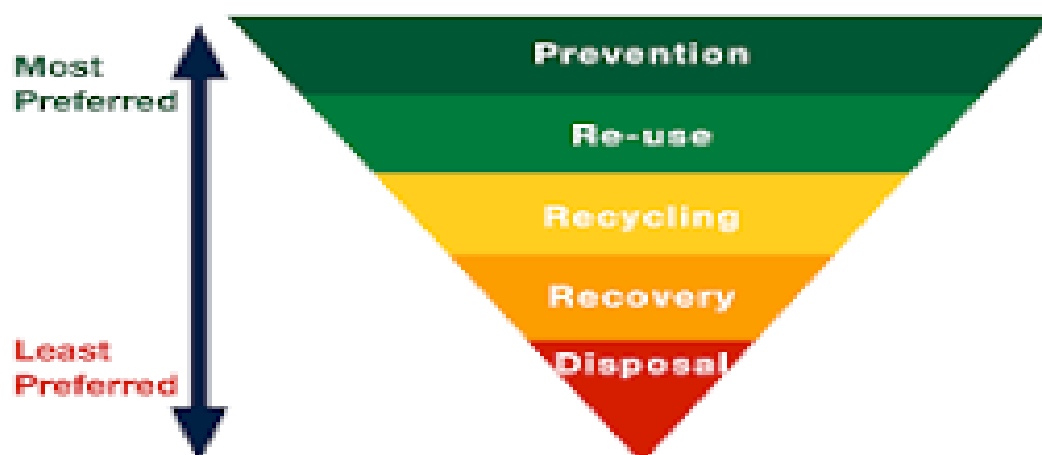 Most
Preferred
Prevention
Re-use
Recycling
Recovery
Least
Preferred
Disposal